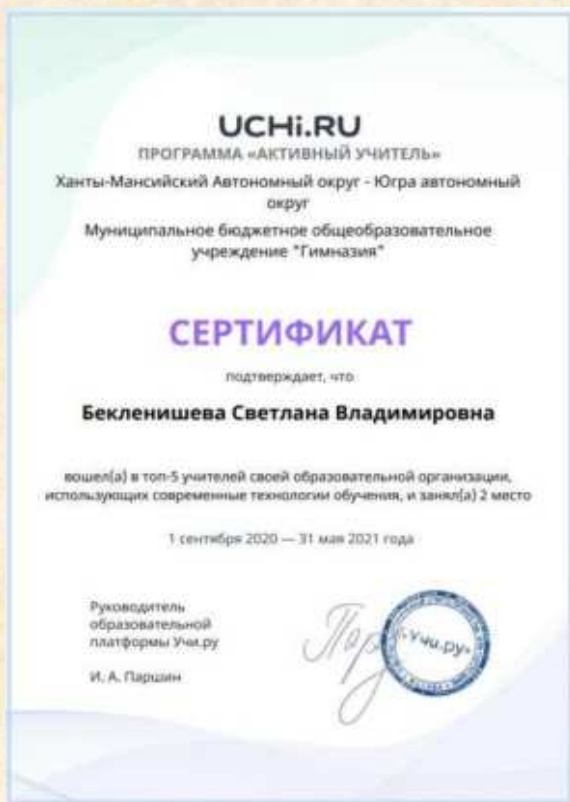 UCHi.RU
ПРОГРАММА «АКТИВНЫЙ УЧИТЕЛЬ»
Ханты-Мансийский Автономный округ - Югра автономный
округ
Муниципальное бюджетное общеобразовательное
учреждение "Гимназия"
СЕРТИФИКАТ
подтверждает, что
Бекленишева Светлана Владимировна
вошел(а) в топ-5 учителей своей образовательной организации,
использующих современные технологии обучения, и занял(а) 2 место
1 сентября 2020 — 31 мая 2021 года
Руководитель
образовательной
платформы Учи.ру
И. А. Паршин
«Учи.ру»